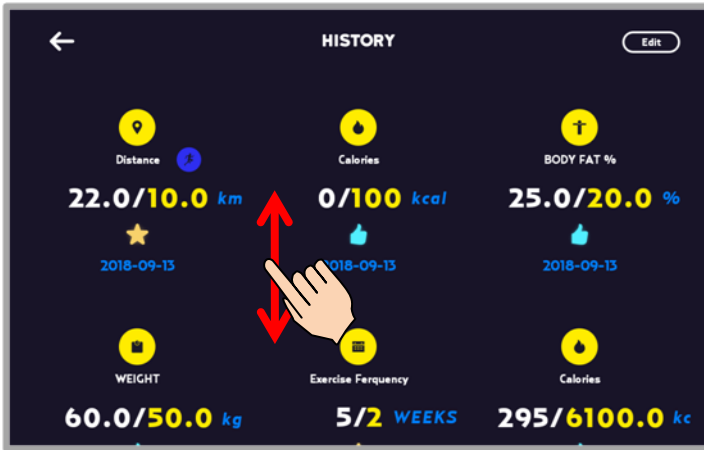 HISTORY Edit
Distance Calories BODY FAT %
22.0/10.0 km 0/100 kcal 25.0/20.0 %
2018-09-13 2018-09-13 2018-09-13
WEIGHT Exercise Ferquency Calories
60.0/50.0 kg 5/2 WEEKS 295/6100.0 kc